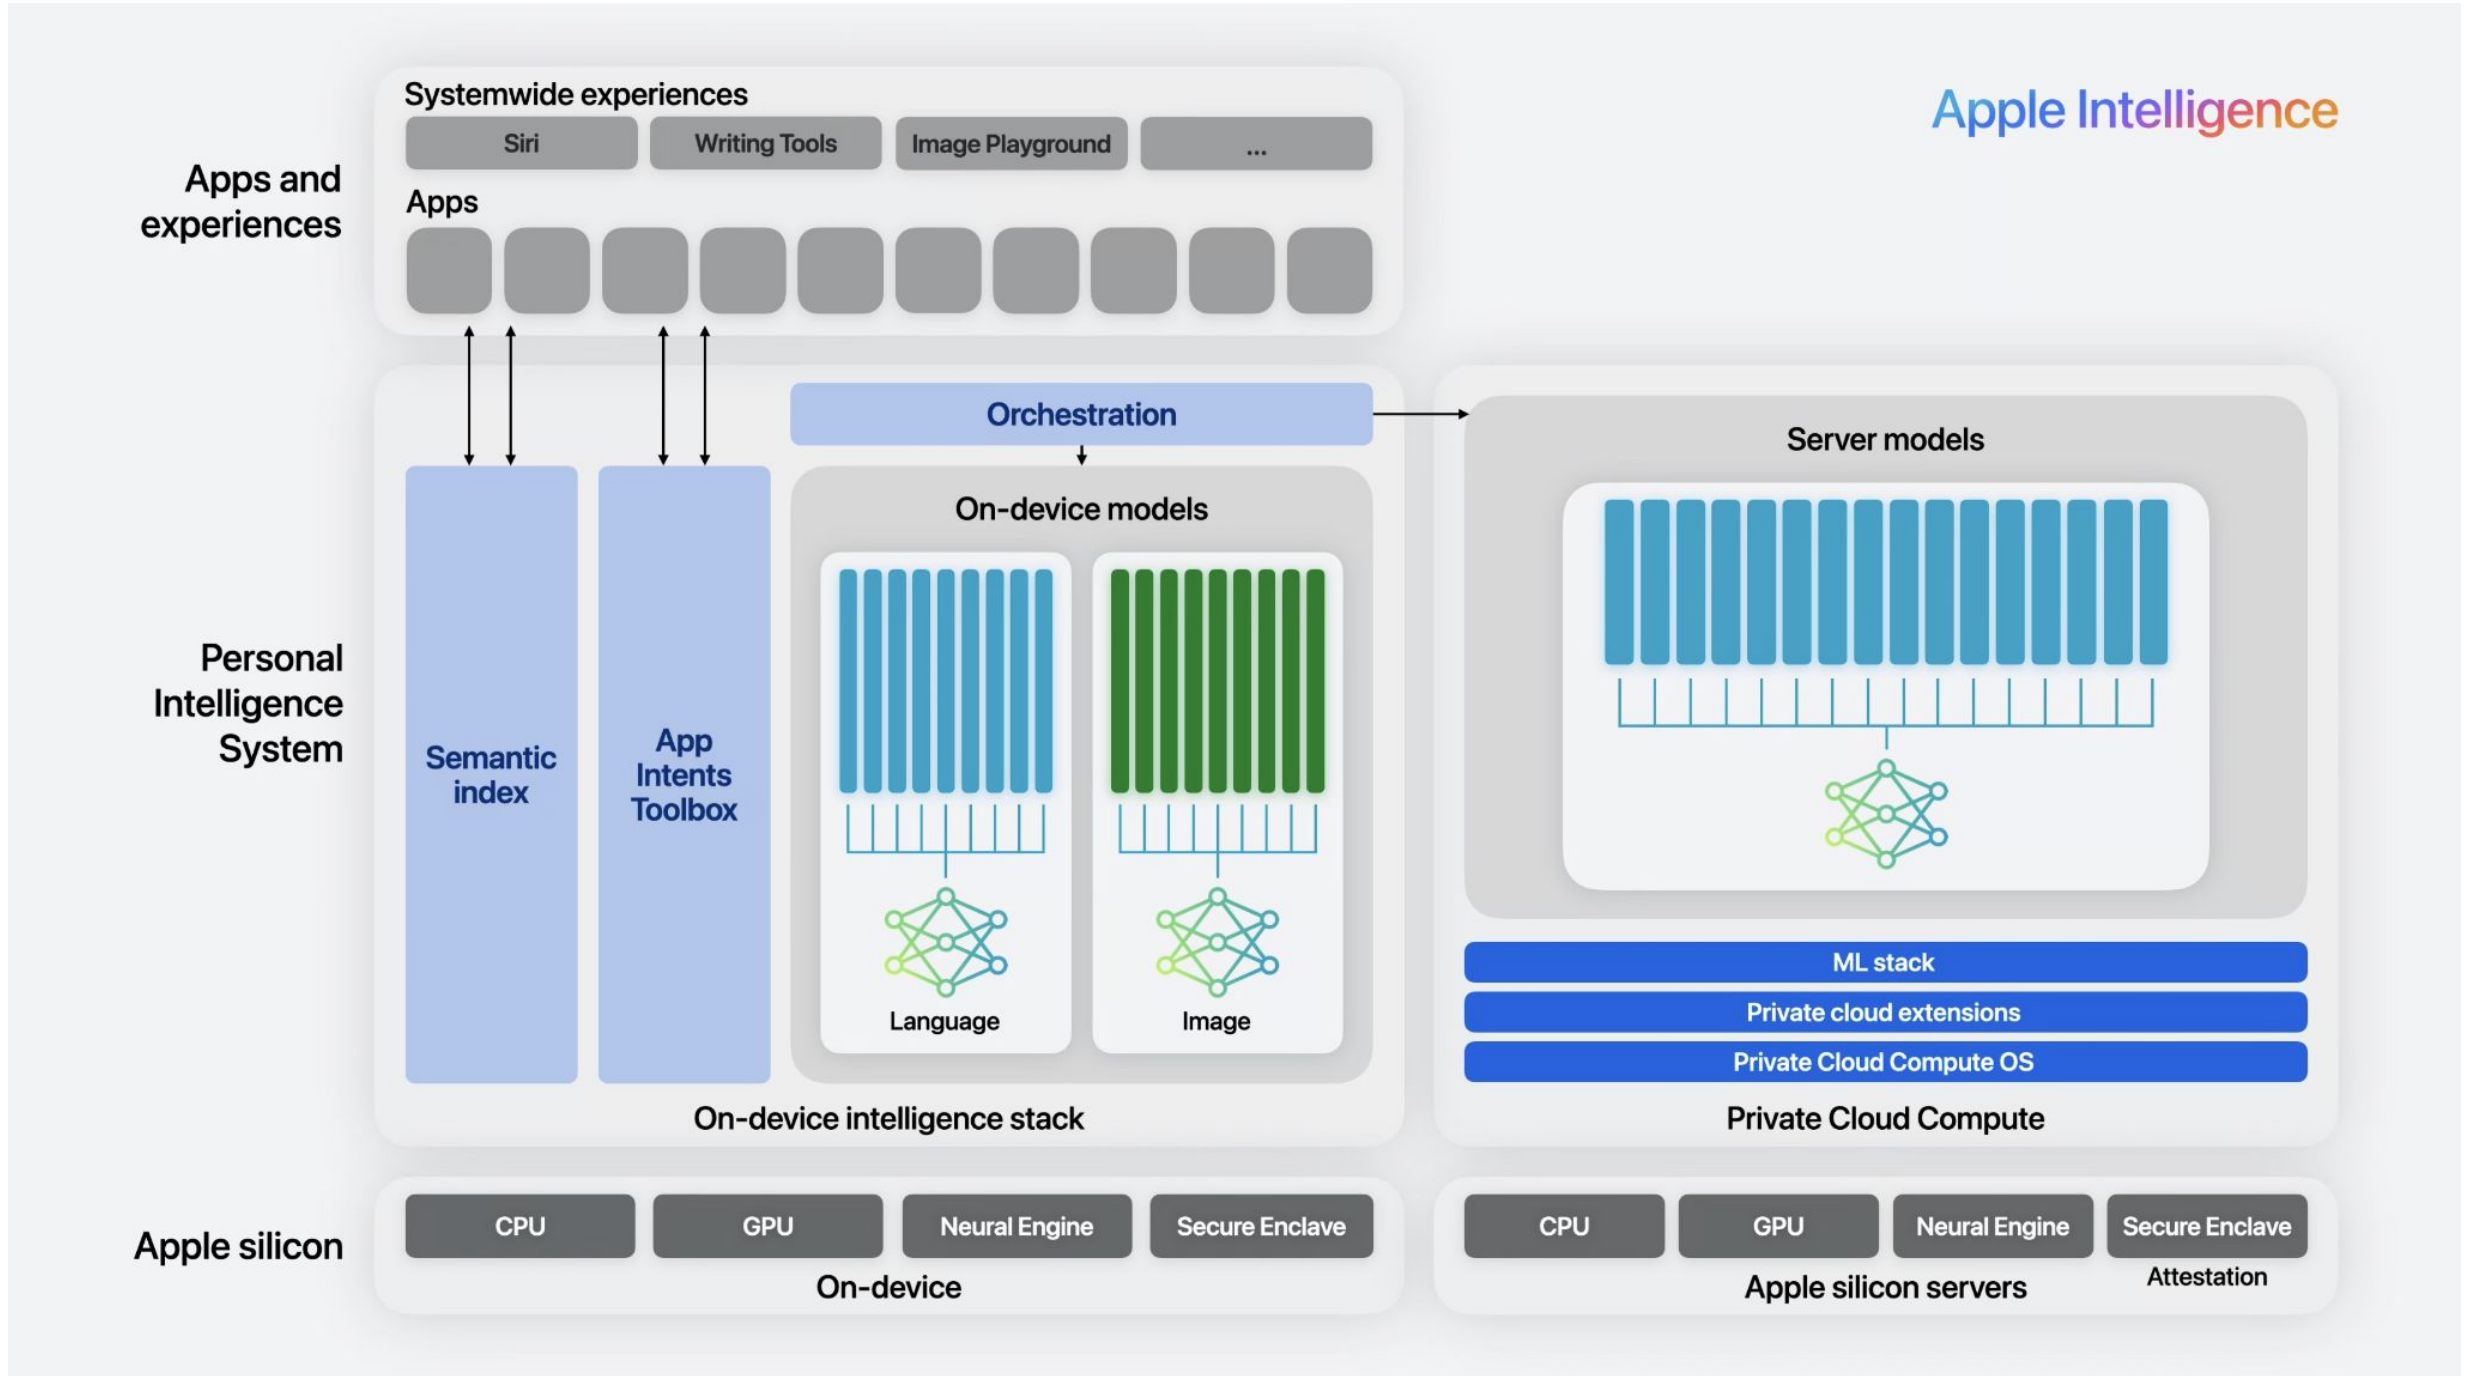 Apple Intelligence
Apps and
experiences
Systemwide experiences
Siri
Writing Tools
Image Playground
...
Apps
Personal
Intelligence
System
Semantic
index
App
Intents
Toolbox
Orchestration
On-device models
Language
Image
On-device intelligence stack
Server models
ML stack
Private cloud extensions
Private Cloud Compute OS
Private Cloud Compute
Apple silicon
CPU
GPU
Neural Engine
Secure Enclave
On-device
CPU
GPU
Neural Engine
Secure Enclave
Attestation
Apple silicon servers